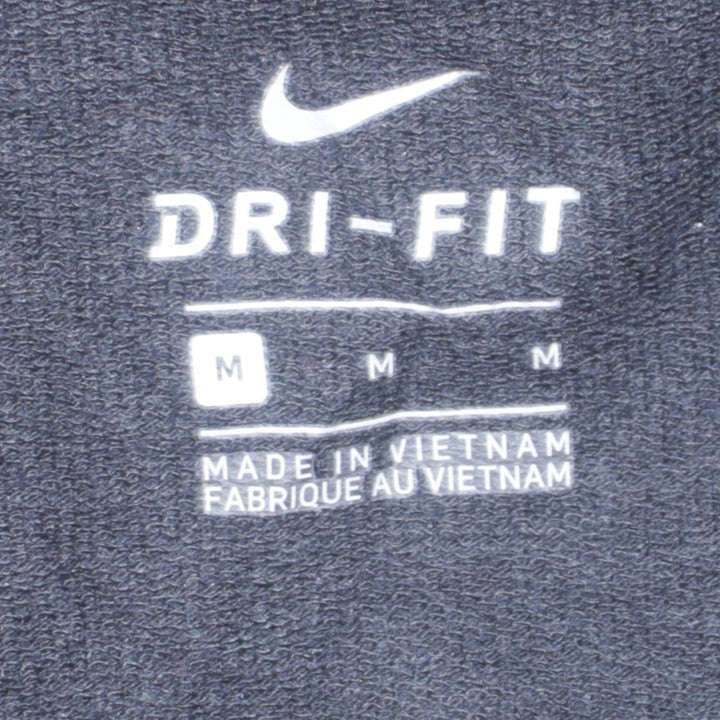 DRI-FIT
M M M
MADE IN VIETNAM
FABRIQUE AU VIETNAM